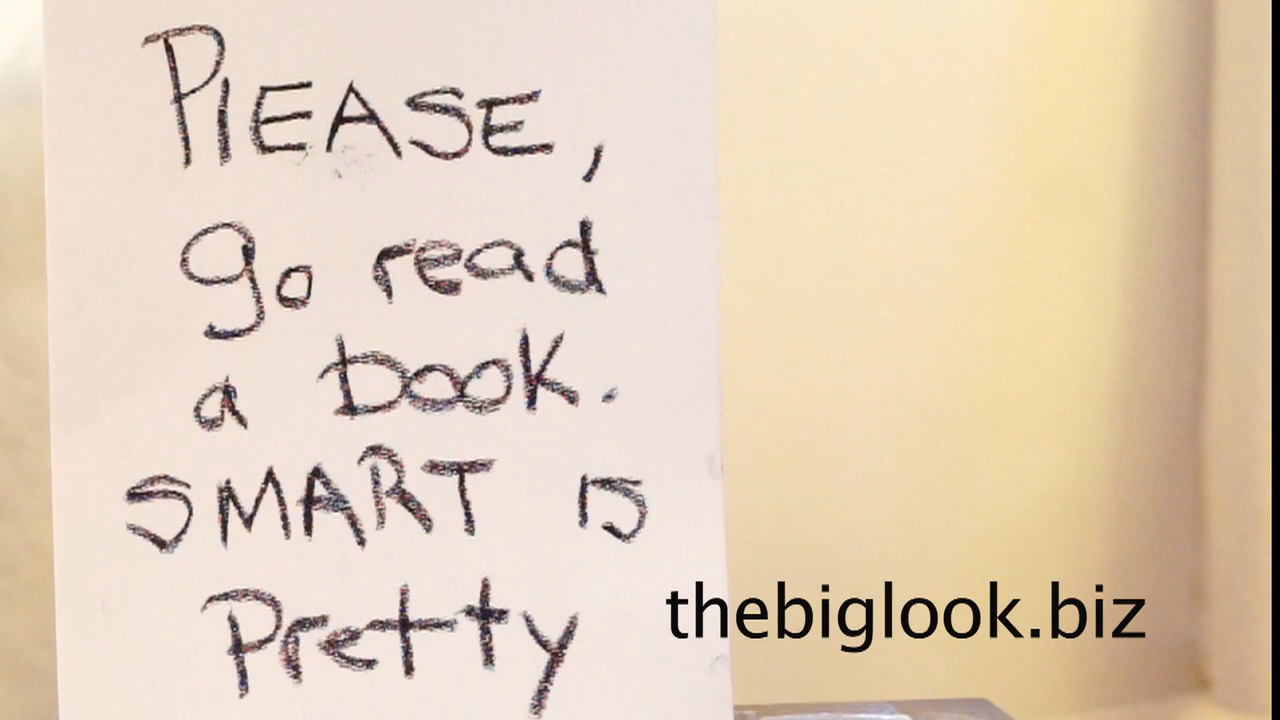 PlEASE,
go read
a book.
SMART is
Pretty
thebiglook.biz